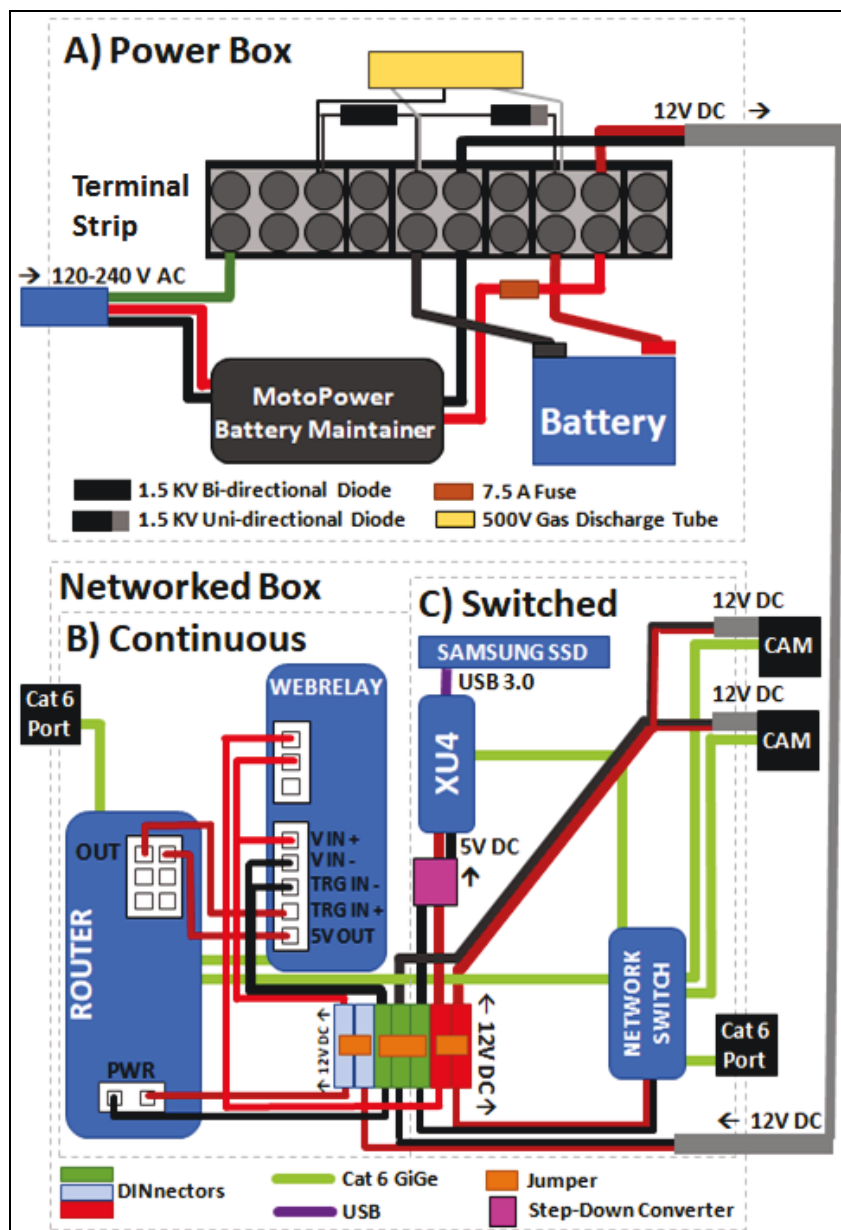 A) Power Box
12V DC →
Terminal
Strip
→ 120-240 V AC
MotoPower
Battery Maintainer
Battery
1.5 KV Bi-directional Diode
7.5 A Fuse
1.5 KV Uni-directional Diode
500V Gas Discharge Tube
Networked Box
C) Switched
B) Continuous
12V DC
CAM
SAMSUNG SSD
USB 3.0
WEBRELAY
Cat 6
Port
12V DC
CAM
XU4
OUT
V IN +
V IN -
TRG IN -
TRG IN +
5V OUT
5V DC
→
ROUTER
NETWORK
SWITCH
← 12V DC →
← 12V DC →
Cat 6
Port
PWR
← 12V DC
DINnectors
Cat 6 GiGe
USB
Jumper
Step-Down Converter